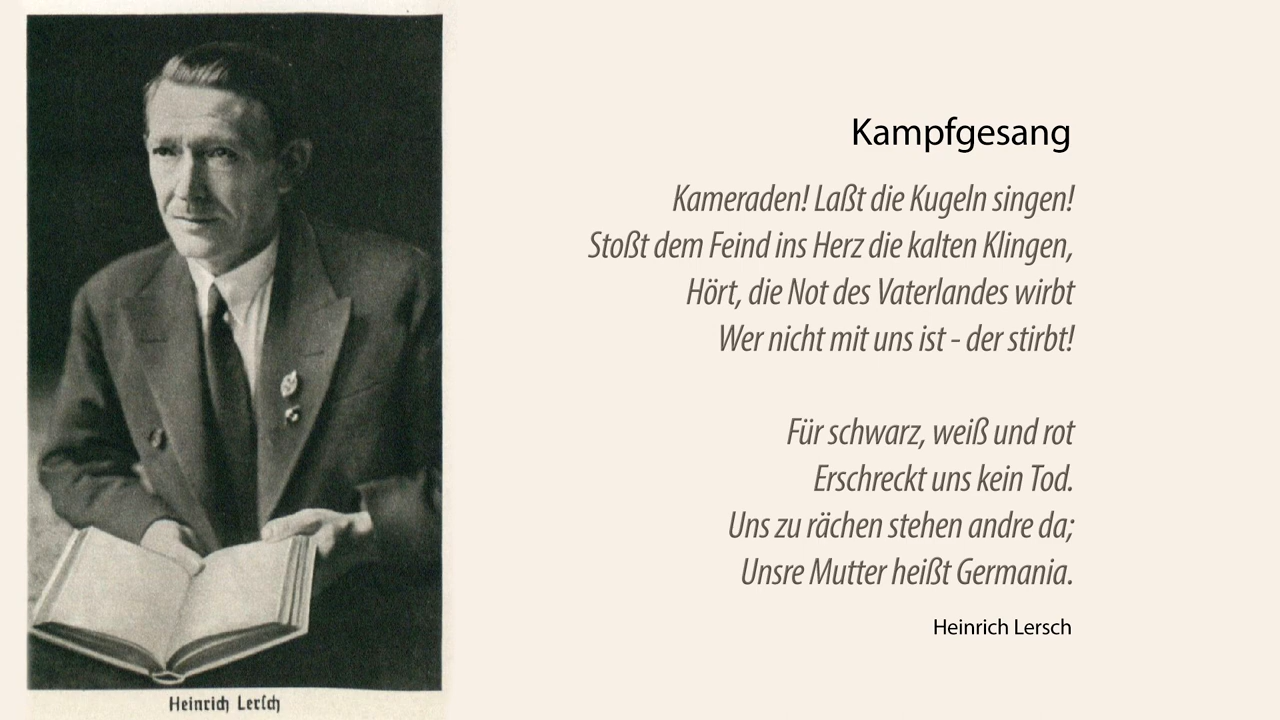 Kampfgesang
Kameraden! Laßt die Kugeln singen!
Stoßt dem Feind ins Herz die kalten Klingen,
Hört, die Not des Vaterlandes wirbt
Wer nicht mit uns ist - der stirbt!
Für schwarz, weiß und rot
Erschreckt uns kein Tod.
Uns zu rächen stehen andre da;
Unsre Mutter heißt Germania.
Heinrich Lersch
Heinrich Lerſch